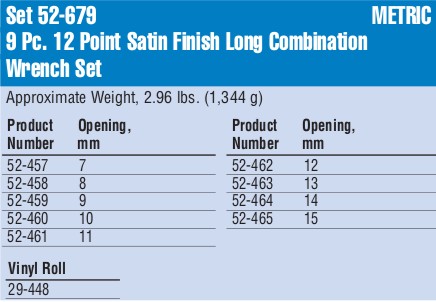 Set 52-679 METRIC
9 Pc. 12 Point Satin Finish Long Combination
Wrench Set
Approximate Weight, 2.96 lbs. (1,344 g)
Product Opening,
Number mm
52-457 7
52-458 8
52-459 9
52-460 10
52-461 11
Product Opening,
Number mm
52-462 12
52-463 13
52-464 14
52-465 15
Vinyl Roll
29-448